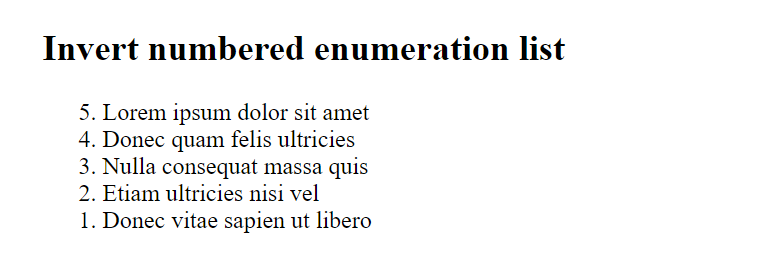 Invert numbered enumeration list
5. Lorem ipsum dolor sit amet
4. Donec quam felis ultricies
3. Nulla consequat massa quis
2. Etiam ultricies nisi vel
1. Donec vitae sapien ut libero